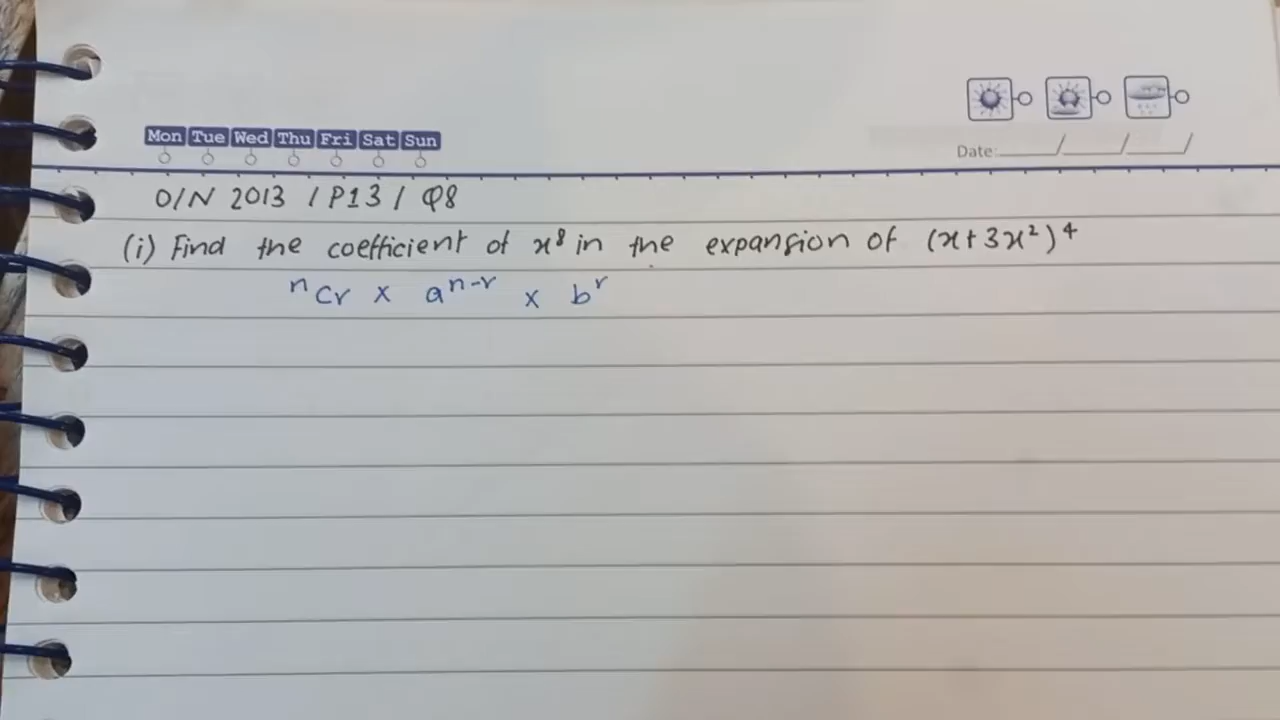 Mon Tue Wed Thu Fri Sat Sun
Date: / / /
O/N 2013 / P13 / Q8
(i) Find the coefficient of x⁸ in the expansion of (x+3x²)⁴
ⁿCr × aⁿ⁻ʳ × bʳ